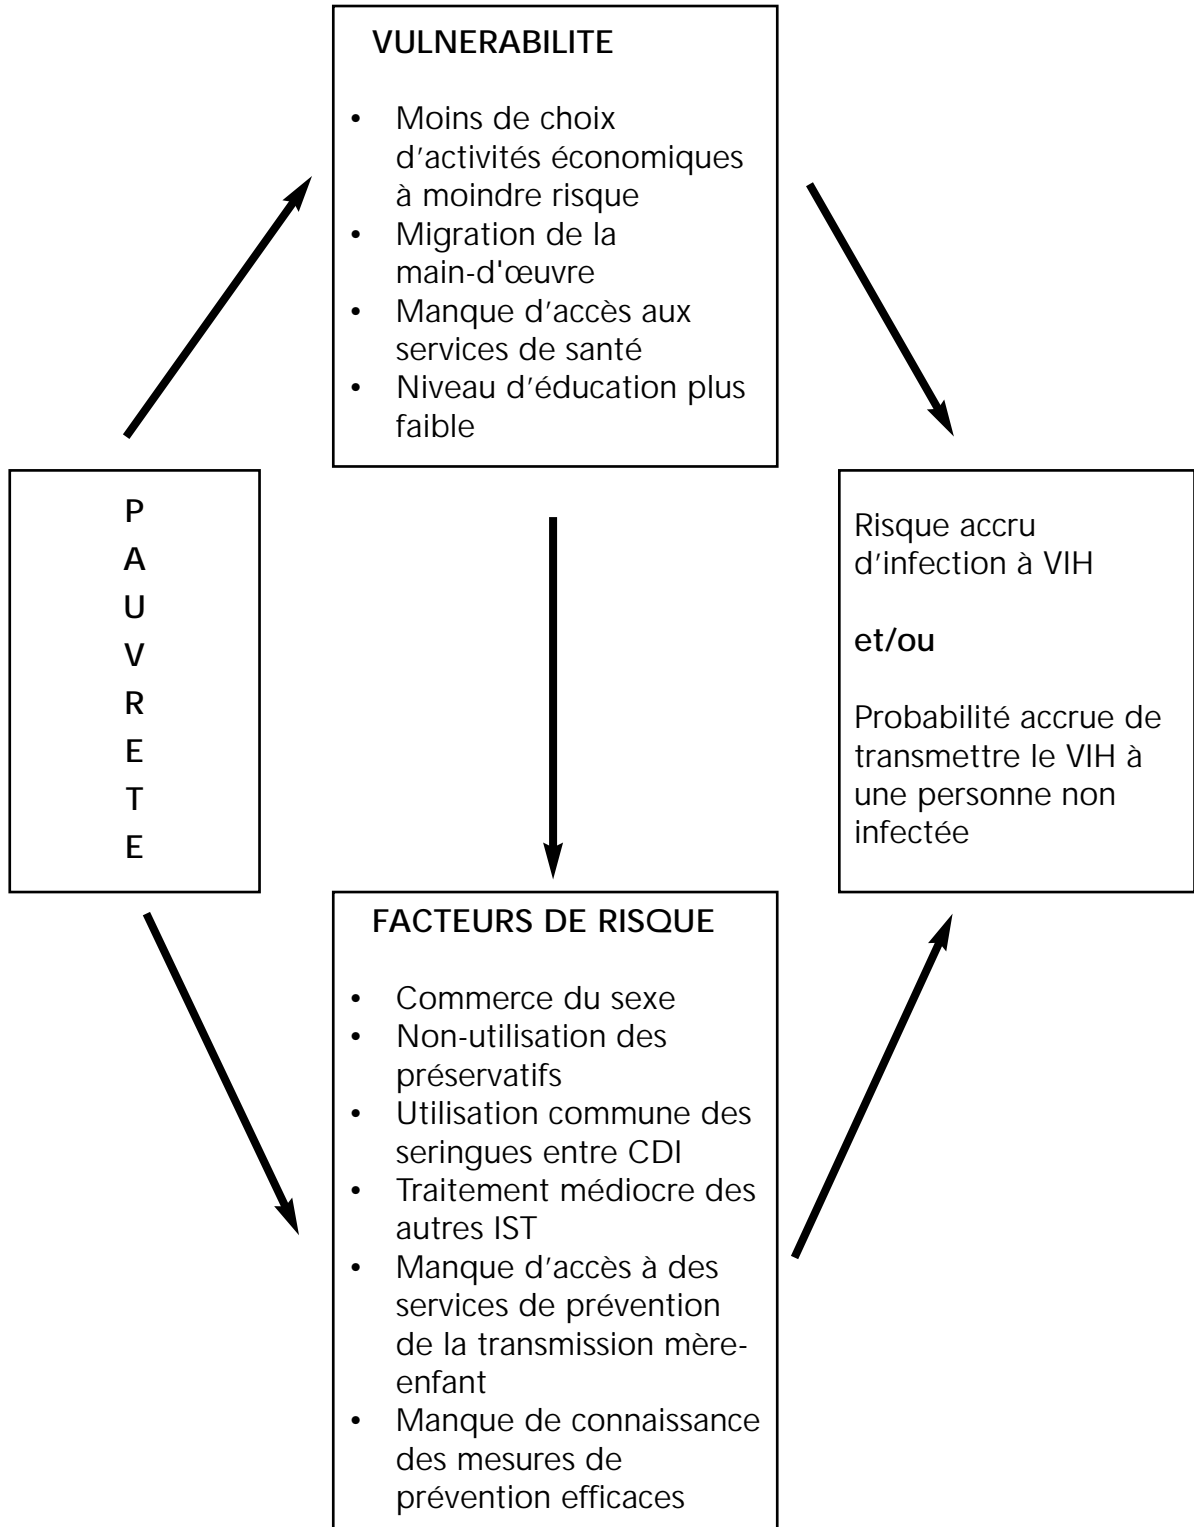 VULNERABILITE
• Moins de choix
d’activités économiques
à moindre risque
• Migration de la
main-d'œuvre
• Manque d’accès aux
services de santé
• Niveau d’éducation plus
faible
P
A
U
V
R
E
T
E
Risque accru
d’infection à VIH
et/ou
Probabilité accrue de
transmettre le VIH à
une personne non
infectée
FACTEURS DE RISQUE
• Commerce du sexe
• Non-utilisation des
préservatifs
• Utilisation commune des
seringues entre CDI
• Traitement médiocre des
autres IST
• Manque d’accès à des
services de prévention
de la transmission mère-
enfant
• Manque de connaissance
des mesures de
prévention efficaces